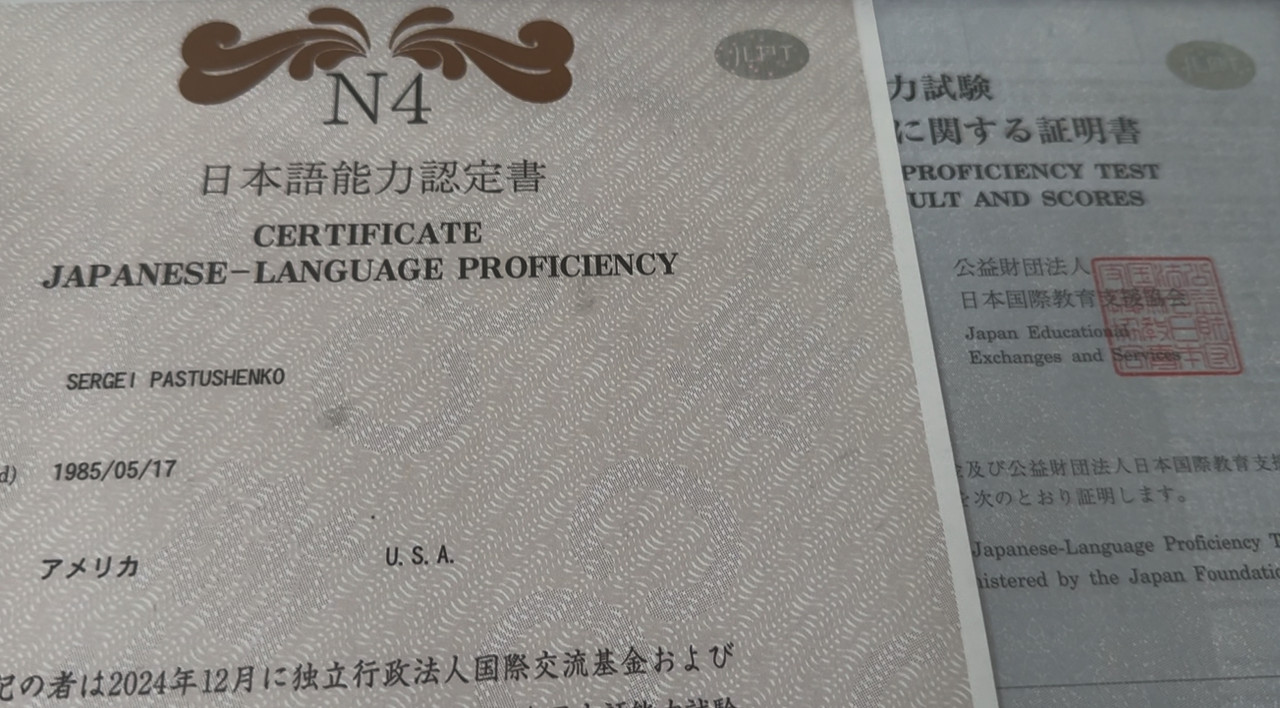 N4
JLPT
日本語能力認定書
CERTIFICATE
JAPANESE-LANGUAGE PROFICIENCY
SERGEI PASTUSHENKO
d) 1985/05/17
アメリカ U.S.A.
記の者は2024年12月に独立行政法人国際交流基金および
JLPT
力試験
に関する証明書
PROFICIENCY TEST
ULT AND SCORES
公益財団法人
日本国際教育支援協会
Japan Educational
Exchanges and Services
及び公益財団法人日本国際教育支援
を次のとおり証明します。
Japanese-Language Proficiency T
nistered by the Japan Foundatio